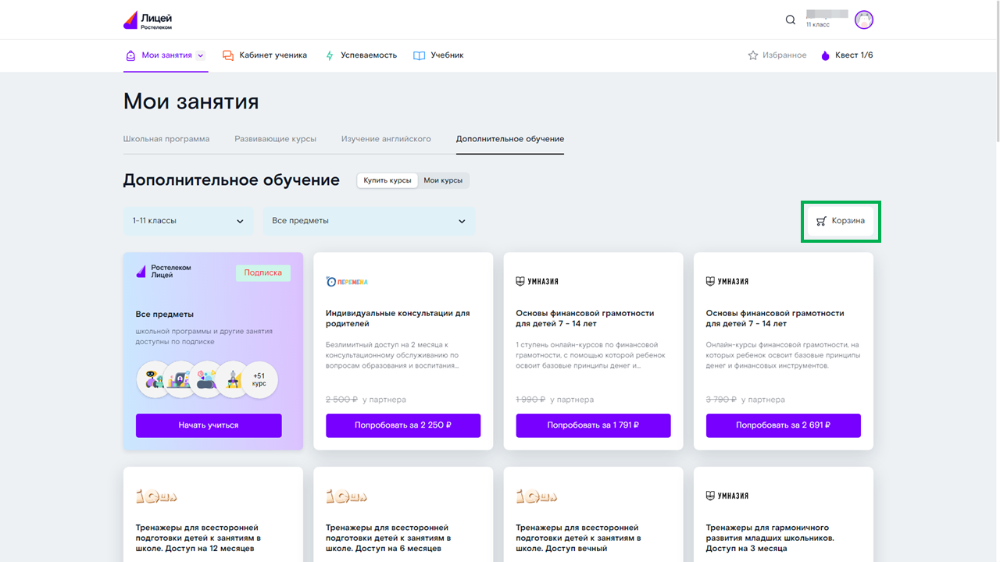 Лицей
Ростелеком
11 класс
Мои занятия
Кабинет ученика
Успеваемость
Учебник
Избранное
Квест 1/6
Мои занятия
Школьная программа
Развивающие курсы
Изучение английского
Дополнительное обучение
Дополнительное обучение
Купить курсы
Мои курсы
1-11 классы
Все предметы
Корзина
Ростелеком
Лицей
Подписка
Все предметы
школьной программы и другие занятия
доступны по подписке
+51
курс
Начать учиться
ПЕРЕМЕНА
Индивидуальные консультации для
родителей
Безлимитный доступ на 2 месяца к
консультационному обслуживанию по
вопросам образования и воспитания...
2 500 ₽ у партнера
Попробовать за 2 250 ₽
УМНАЗИЯ
Основы финансовой грамотности
для детей 7 - 14 лет
1 ступень онлайн-курсов по финансовой
грамотности, с помощью которой ребенок
освоит базовые принципы денег и...
1 990 ₽ у партнера
Попробовать за 1 791 ₽
УМНАЗИЯ
Основы финансовой грамотности
для детей 7 - 14 лет
Онлайн-курсы финансовой грамотности, на
которых ребенок освоит базовые принципы
денег и финансовых инструментов.
3 790 ₽ у партнера
Попробовать за 2 691 ₽
iQша
Тренажеры для всесторонней
подготовки детей к занятиям в
школе. Доступ на 12 месяцев
iQша
Тренажеры для всесторонней
подготовки детей к занятиям в
школе. Доступ на 6 месяцев
iQша
Тренажеры для всесторонней
подготовки детей к занятиям в
школе. Доступ вечный
УМНАЗИЯ
Тренажеры для гармоничного
развития младших школьников.
Доступ на 3 месяца